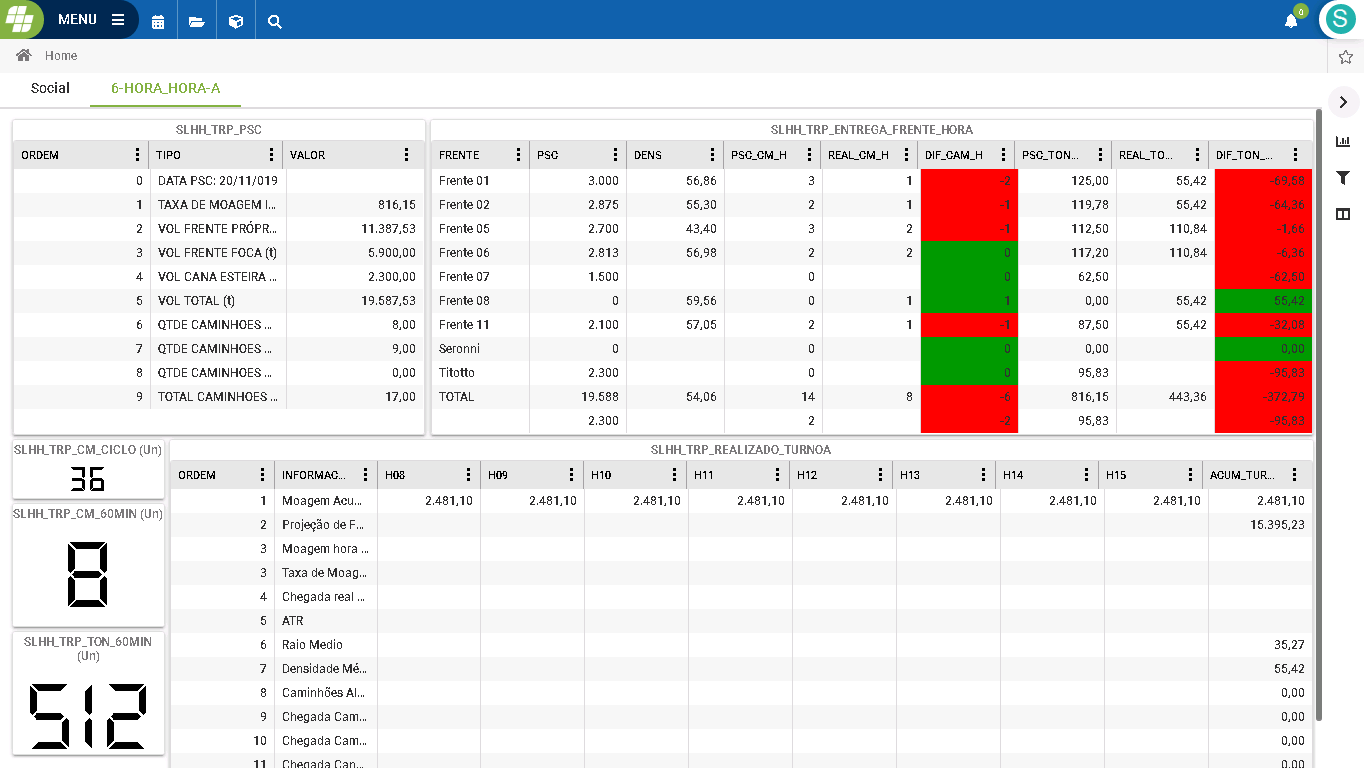 MENU
0
S
Home
Social 6-HORA_HORA-A
SLHH_TRP_PSC
ORDEM TIPO VALOR
0 DATA PSC: 20/11/019
1 TAXA DE MOAGEM I... 816,15
2 VOL FRENTE PRÓPR... 11.387,53
3 VOL FRENTE FOCA (t) 5.900,00
4 VOL CANA ESTEIRA ... 2.300,00
5 VOL TOTAL (t) 19.587,53
6 QTDE CAMINHOES ... 8,00
7 QTDE CAMINHOES ... 9,00
8 QTDE CAMINHOES ... 0,00
9 TOTAL CAMINHOES ... 17,00
SLHH_TRP_ENTREGA_FRENTE_HORA
FRENTE PSC DENS PSC_CM_H REAL_CM_H DIF_CAM_H PSC_TON... REAL_TO... DIF_TON_...
Frente 01 3.000 56,86 3 1 -2 125,00 55,42 -69,58
Frente 02 2.875 55,30 2 1 -1 119,78 55,42 -64,36
Frente 05 2.700 43,40 3 2 -1 112,50 110,84 -1,66
Frente 06 2.813 56,98 2 2 0 117,20 110,84 -6,36
Frente 07 1.500 0 0 62,50 -62,50
Frente 08 0 59,56 0 1 1 0,00 55,42 55,42
Frente 11 2.100 57,05 2 1 -1 87,50 55,42 -32,08
Seronni 0 0 0 0,00 0,00
Titotto 2.300 0 0 95,83 -95,83
TOTAL 19.588 54,06 14 8 -6 816,15 443,36 -372,79
2.300 2 2 95,83 -95,83
SLHH_TRP_CM_CICLO (Un)
36
SLHH_TRP_CM_60MIN (Un)
8
SLHH_TRP_TON_60MIN
(Un)
512
SLHH_TRP_REALIZADO_TURNOA
ORDEM INFORMAC... H08 H09 H10 H11 H12 H13 H14 H15 ACUM_TUR...
1 Moagem Acu... 2.481,10 2.481,10 2.481,10 2.481,10 2.481,10 2.481,10 2.481,10 2.481,10 2.481,10
2 Projeção de F... 15.395,23
3 Moagem hora ...
3 Taxa de Moag...
4 Chegada real ...
5 ATR
6 Raio Medio 35,27
7 Densidade Mé... 55,42
8 Caminhões Al... 0,00
9 Chegada Cam... 0,00
10 Chegada Cam... 0,00
11 Chegada Can... 0,00